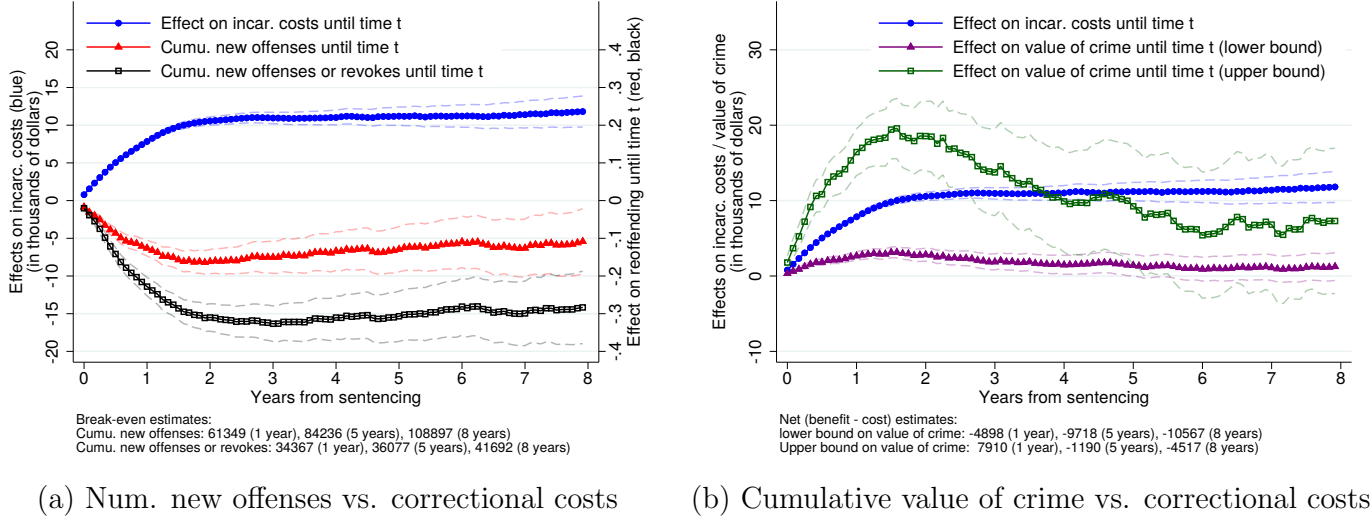 Effect on incar. costs until time t
Cumu. new offenses until time t
Cumu. new offenses or revokes until time t
Effects on incarc. costs (blue)
(in thousands of dollars)
20
15
10
5
0
-5
-10
-15
-20
Effect on reoffending until time t (red, black)
.4
.3
.2
.1
0
-.1
-.2
-.3
-.4
0 1 2 3 4 5 6 7 8
Years from sentencing
Break-even estimates:
Cumu. new offenses: 61349 (1 year), 84236 (5 years), 108897 (8 years)
Cumu. new offenses or revokes: 34367 (1 year), 36077 (5 years), 41692 (8 years)
(a) Num. new offenses vs. correctional costs
Effect on incar. costs until time t
Effect on value of crime until time t (lower bound)
Effect on value of crime until time t (upper bound)
Effects on incarc. costs / value of crime
(in thousands of dollars)
30
20
10
0
-10
0 1 2 3 4 5 6 7 8
Years from sentencing
Net (benefit - cost) estimates:
lower bound on value of crime: -4898 (1 year), -9718 (5 years), -10567 (8 years)
Upper bound on value of crime: 7910 (1 year), -1190 (5 years), -4517 (8 years)
(b) Cumulative value of crime vs. correctional costs